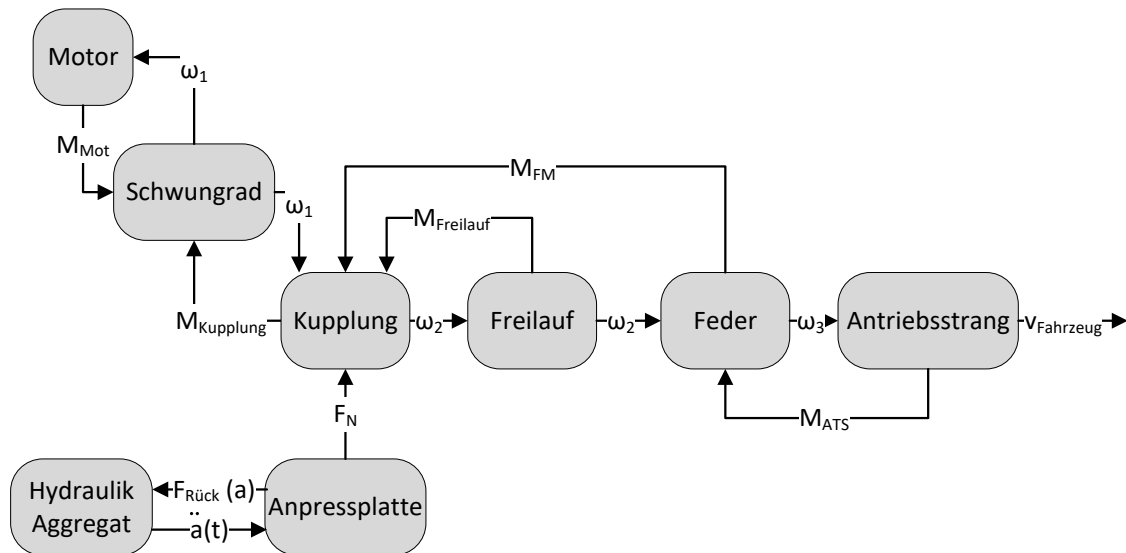 Motor
ω1
MMot
Schwungrad
ω1
MFM
MFreilauf
MKupplung
Kupplung
ω2
Freilauf
ω2
Feder
ω3
Antriebsstrang
vFahrzeug
FN
MATS
Hydraulik
Aggregat
FRück (a)
ä(t)
Anpressplatte